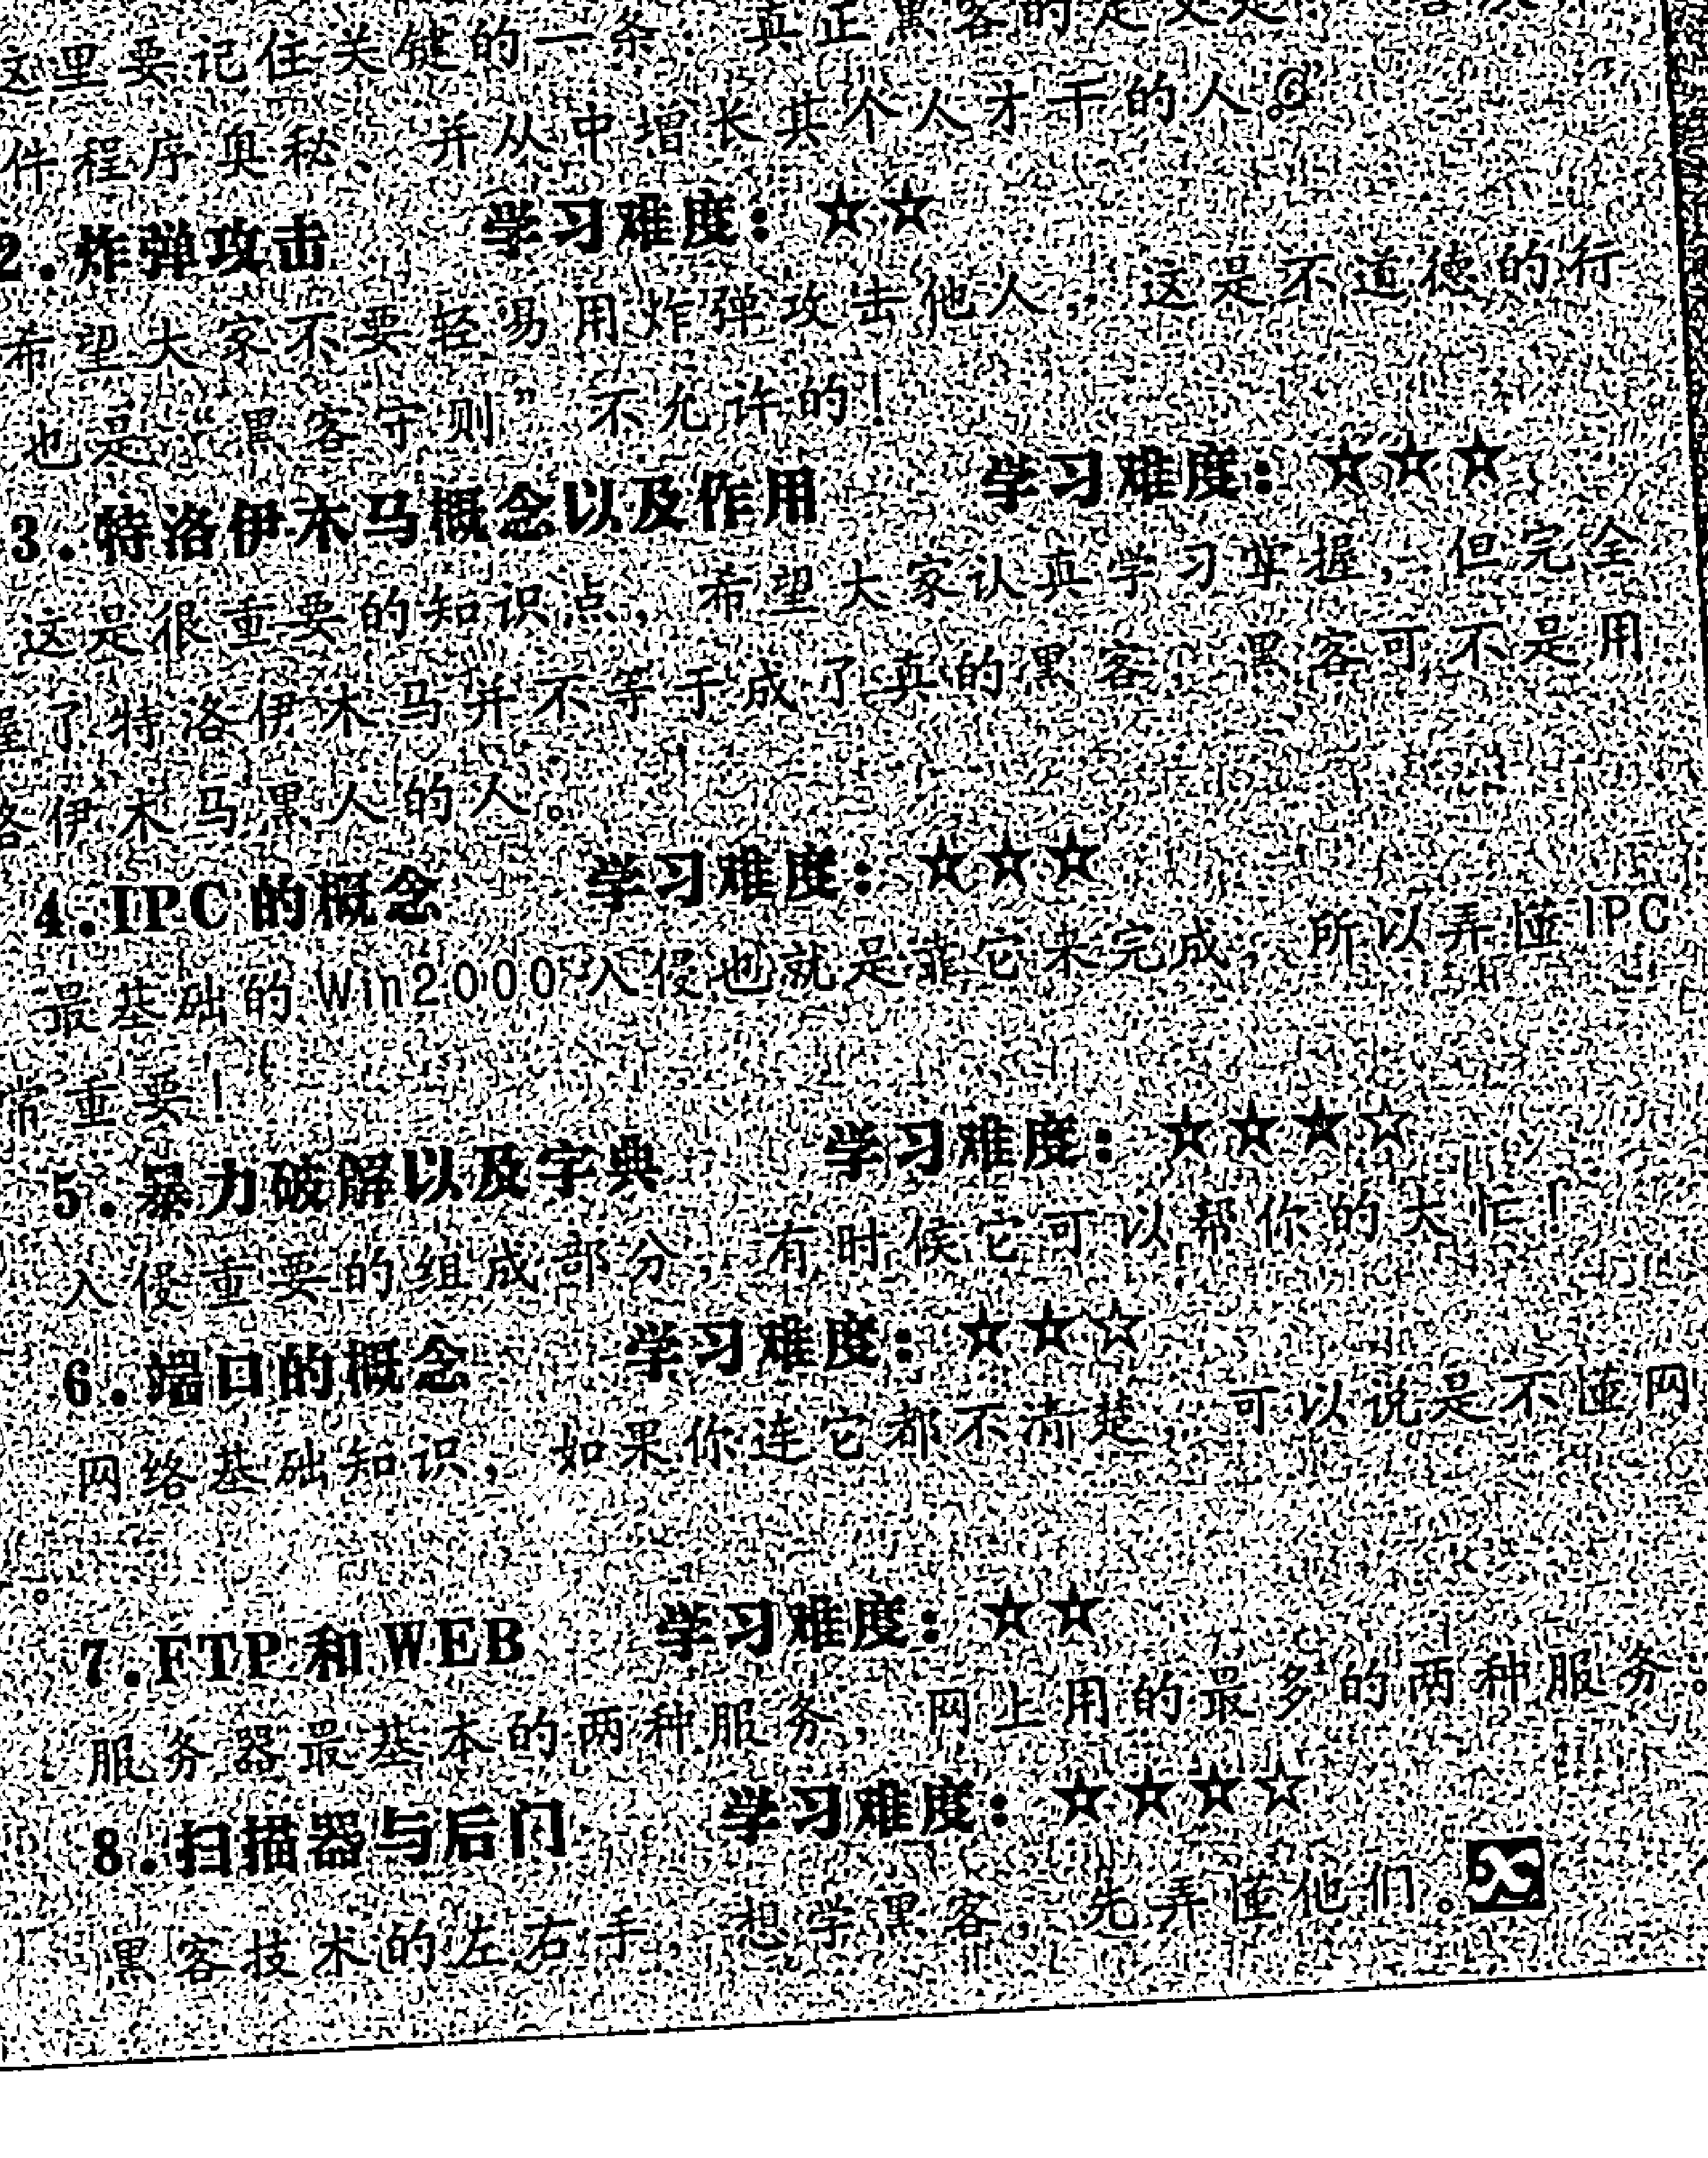 这里要记住关键的一条：真正黑客的定义是
件程序奥秘、并从中增长其个人才干的人。
2.炸弹攻击 学习难度：☆☆
希望大家不要轻易用炸弹攻击他人，这是不道德的行
也是“黑客守则”不允许的！
3.特洛伊木马概念以及作用 学习难度：☆☆☆
这是很重要的知识点，希望大家认真学习掌握，但完全
握了特洛伊木马并不等于成了真的黑客，黑客可不是用
洛伊木马黑人的人。
4.IPC的概念 学习难度：☆☆☆
最基础的Win2000入侵也就是靠它来完成，所以弄懂IPC
常重要！
5.暴力破解以及字典 学习难度：☆☆☆☆
入侵重要的组成部分，有时候它可以帮你的大忙！
6.端口的概念 学习难度：☆☆☆
网络基础知识，如果你连它都不清楚，可以说是不懂网
。
7.FTP和WEB 学习难度：☆☆
服务器最基本的两种服务，网上用的最多的两种服务。
8.扫描器与后门 学习难度：☆☆☆☆
黑客技术的左右手，想学黑客，先弄懂他们。